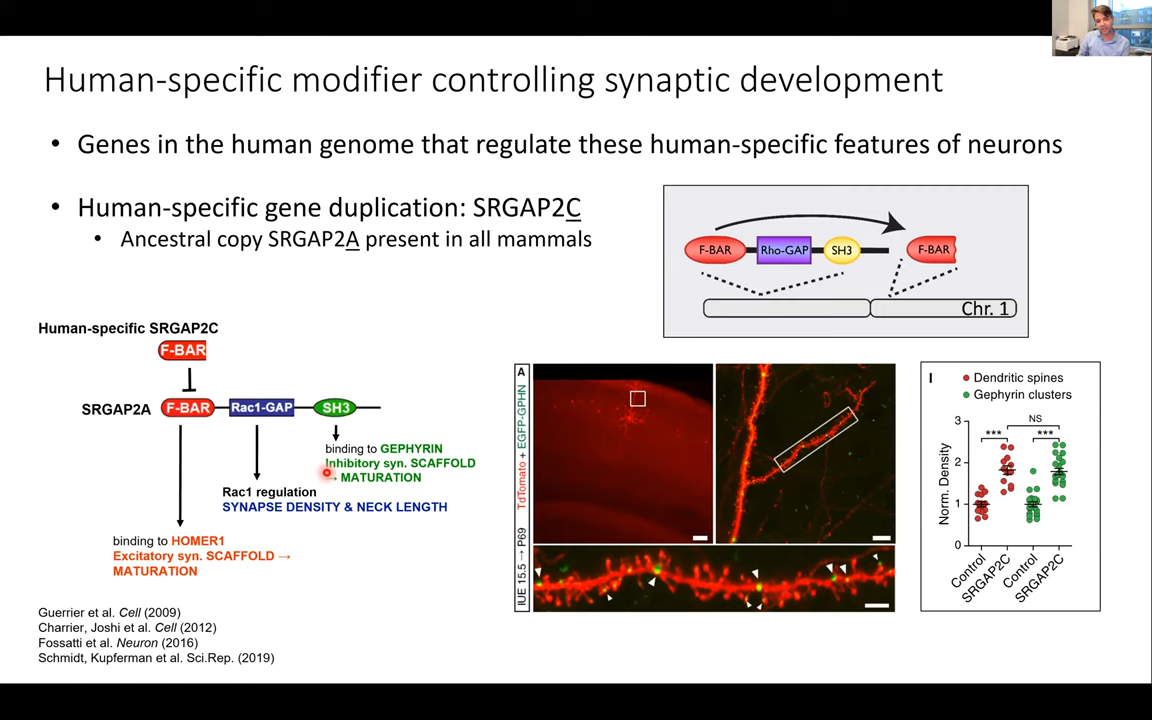 Human-specific modifier controlling synaptic development
• Genes in the human genome that regulate these human-specific features of neurons
• Human-specific gene duplication: SRGAP2C
• Ancestral copy SRGAP2A present in all mammals
F-BAR Rho-GAP SH3 F-BAR
Chr. 1
Human-specific SRGAP2C
F-BAR
SRGAP2A F-BAR Rac1-GAP SH3
binding to GEPHYRIN
Inhibitory syn. SCAFFOLD
→ MATURATION
Rac1 regulation
SYNAPSE DENSITY & NECK LENGTH
binding to HOMER1
Excitatory syn. SCAFFOLD →
MATURATION
A
TdTomato + EGFP-GPHN
IUE 15.5 → P69
I
Dendritic spines
Gephyrin clusters
NS
*** ***
Norm. Density
3
2
1
0
Control SRGAP2C Control SRGAP2C
Guerrier et al. Cell (2009)
Charrier, Joshi et al. Cell (2012)
Fossatti et al. Neuron (2016)
Schmidt, Kupferman et al. Sci.Rep. (2019)